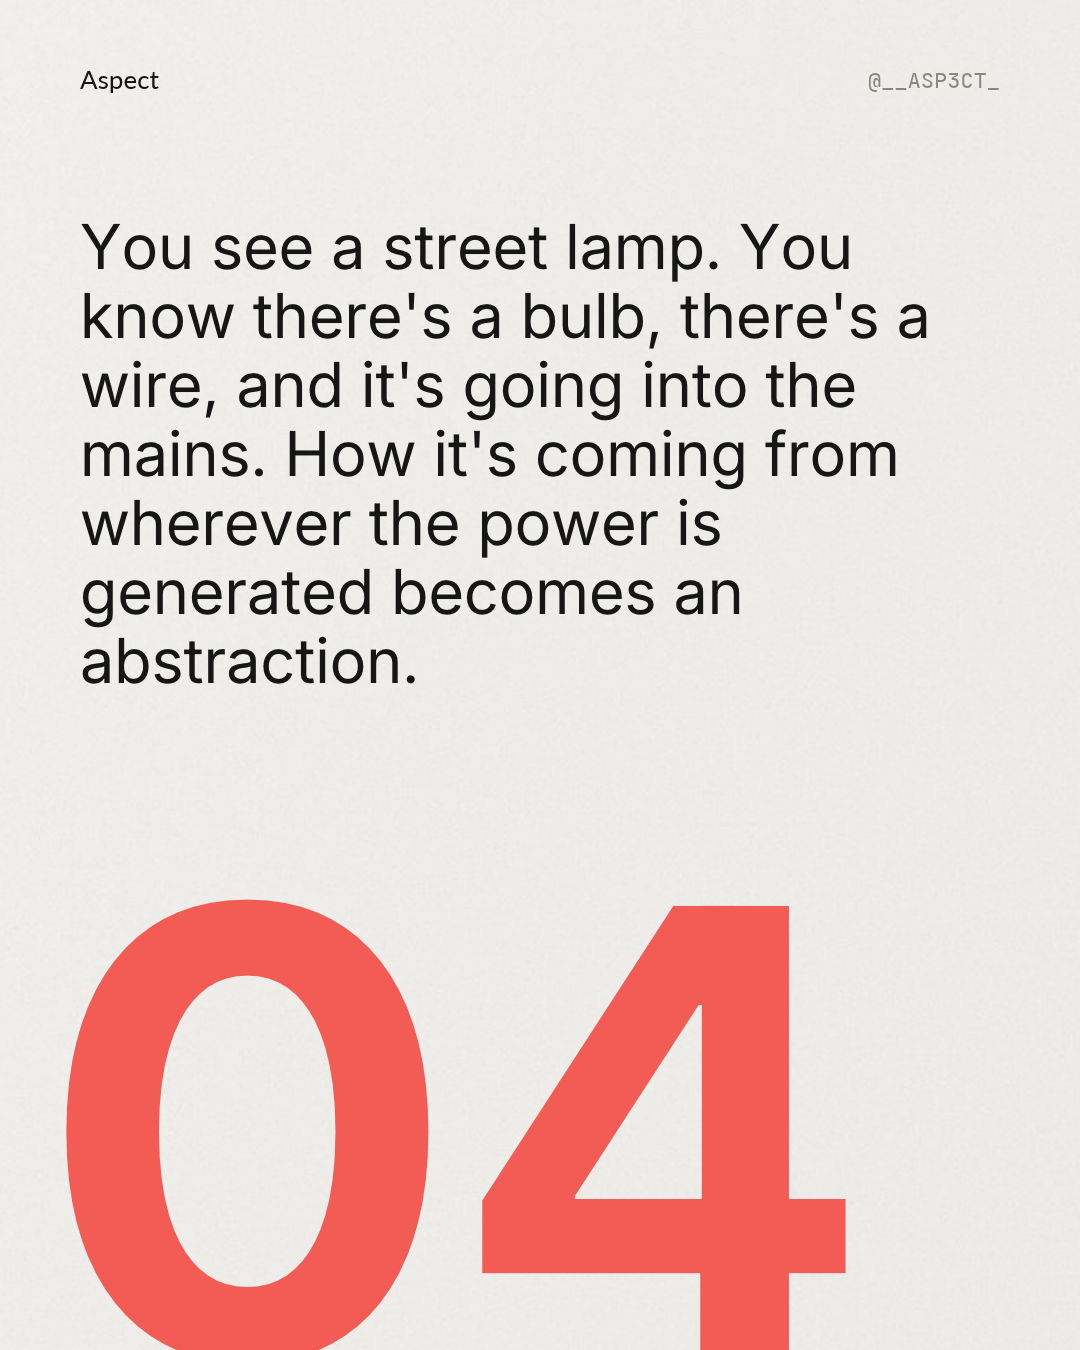 Aspect
@__ASP3CT_
You see a street lamp. You
know there's a bulb, there's a
wire, and it's going into the
mains. How it's coming from
wherever the power is
generated becomes an
abstraction.
04